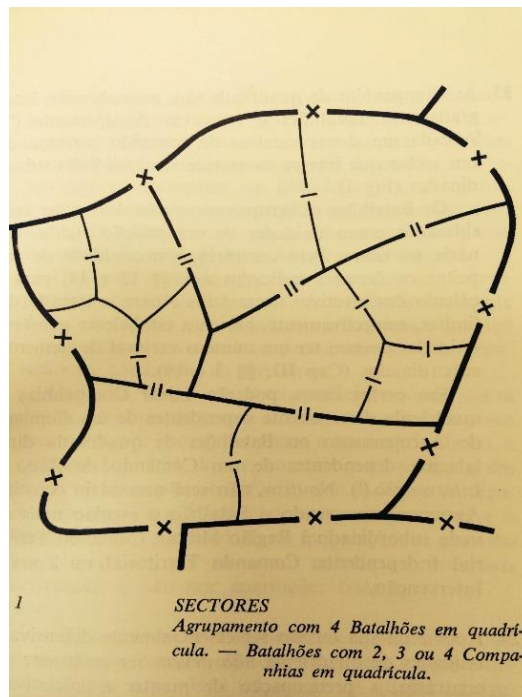 1
SECTORES
Agrupamento com 4 Batalhões em quadrí-
cula. — Batalhões com 2, 3 ou 4 Compa-
nhias em quadrícula.